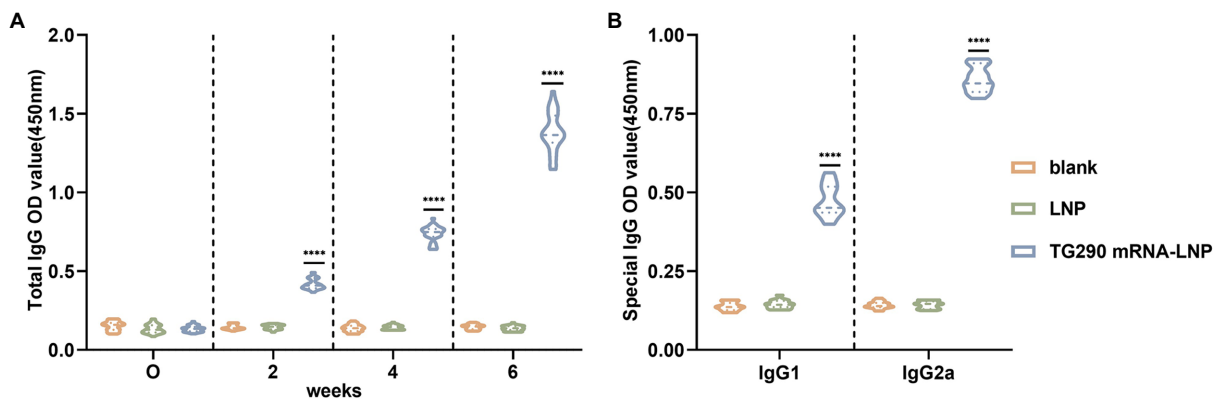 A
Total IgG OD value(450nm)
2.0
1.5
1.0
0.5
0.0
****
****
****
O
2
4
6
weeks
B
Special IgG OD value(450nm)
1.00
0.75
0.50
0.25
0.00
****
****
IgG1
IgG2a
blank
LNP
TG290 mRNA-LNP